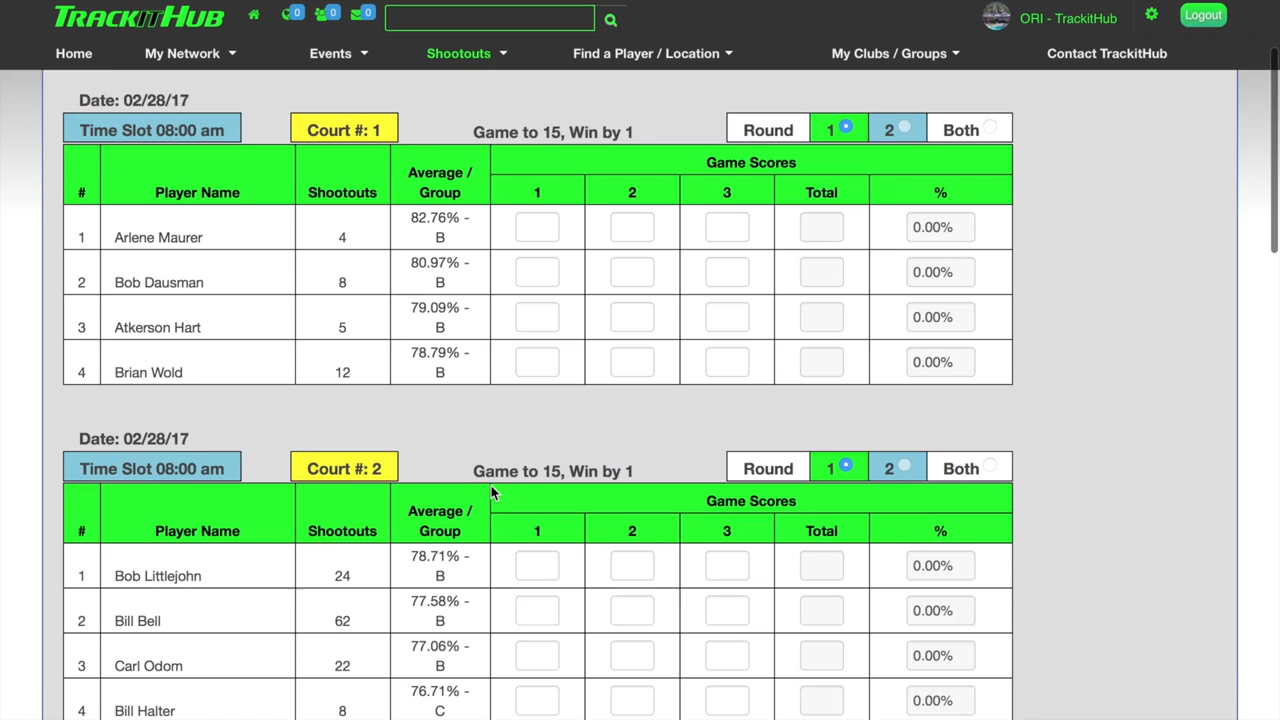 TRACKITHUB 0 0 0 ORI - TrackitHub Logout
Home My Network Events Shootouts Find a Player / Location My Clubs / Groups Contact TrackitHub
Date: 02/28/17
Time Slot 08:00 am Court #: 1 Game to 15, Win by 1 Round 1 2 Both
# Player Name Shootouts Average / Group Game Scores
1 2 3 Total %
1 Arlene Maurer 4 82.76% - B 0.00%
2 Bob Dausman 8 80.97% - B 0.00%
3 Atkerson Hart 5 79.09% - B 0.00%
4 Brian Wold 12 78.79% - B 0.00%
Date: 02/28/17
Time Slot 08:00 am Court #: 2 Game to 15, Win by 1 Round 1 2 Both
# Player Name Shootouts Average / Group Game Scores
1 2 3 Total %
1 Bob Littlejohn 24 78.71% - B 0.00%
2 Bill Bell 62 77.58% - B 0.00%
3 Carl Odom 22 77.06% - B 0.00%
4 Bill Halter 8 76.71% - C 0.00%